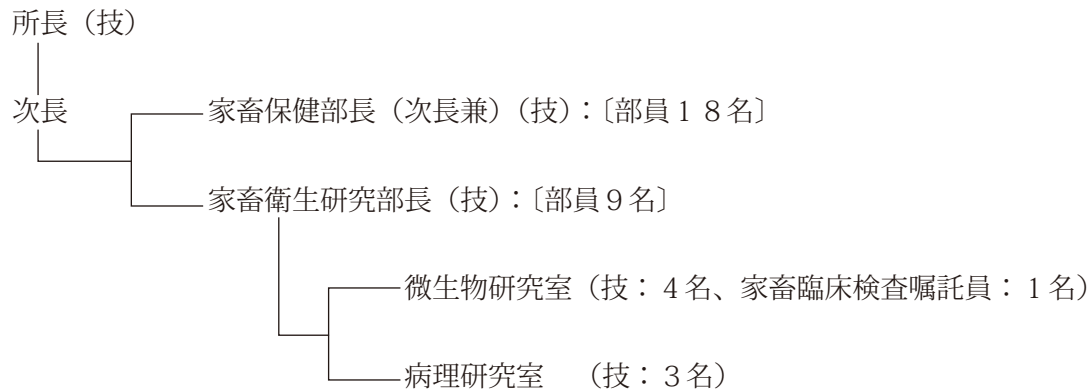 所長（技）
次長
家畜保健部長（次長兼）（技）：〔部員１８名〕
家畜衛生研究部長（技）：〔部員９名〕
微生物研究室（技：４名、家畜臨床検査嘱託員：１名）
病理研究室　（技：３名）